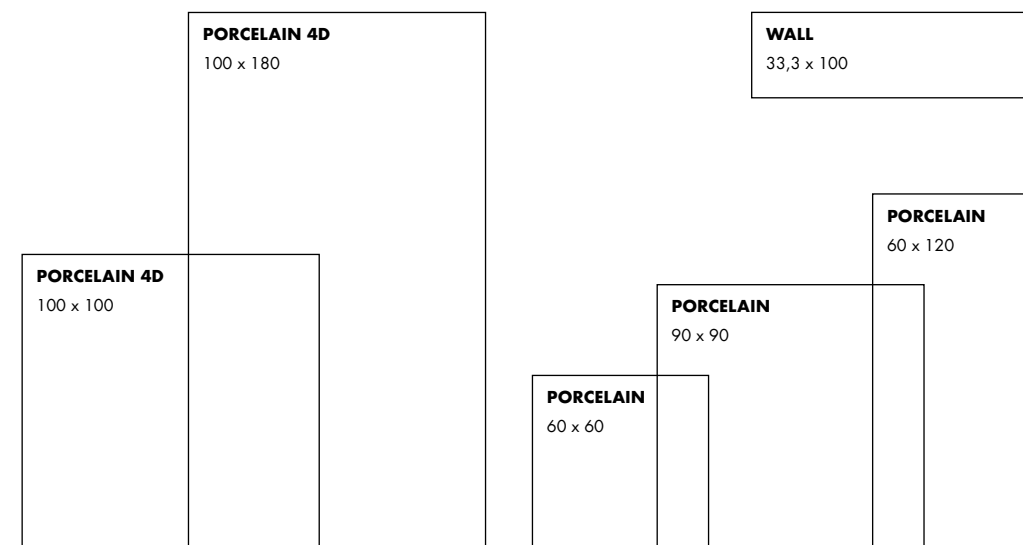 PORCELAIN 4D
100 x 180
WALL
33,3 x 100
PORCELAIN
60 x 120
PORCELAIN 4D
100 x 100
PORCELAIN
90 x 90
PORCELAIN
60 x 60